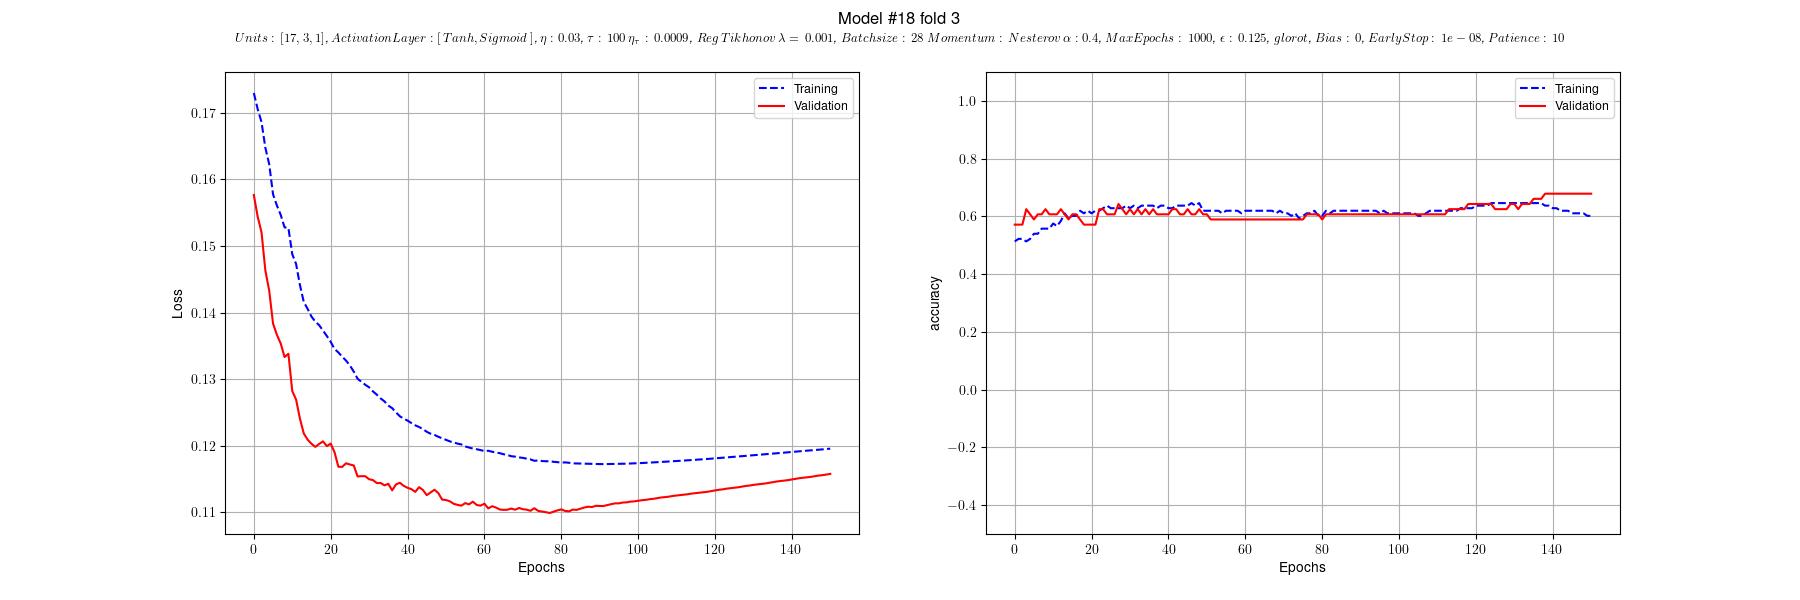 Model #18 fold 3
Units : [17, 3, 1], ActivationLayer : [ Tanh, Sigmoid ], η : 0.03, τ : 100 ητ : 0.0009, Reg Tikhonov λ = 0.001, Batchsize : 28 Momentum : Nesterov α : 0.4, MaxEpochs : 1000, ϵ : 0.125, glorot, Bias : 0, EarlyStop : 1e − 08, Patience : 10
Training
Validation
0.17
0.16
0.15
0.14
0.13
0.12
0.11
Loss
0 20 40 60 80 100 120 140
Epochs
Training
Validation
1.0
0.8
0.6
0.4
0.2
0.0
−0.2
−0.4
accuracy
0 20 40 60 80 100 120 140
Epochs